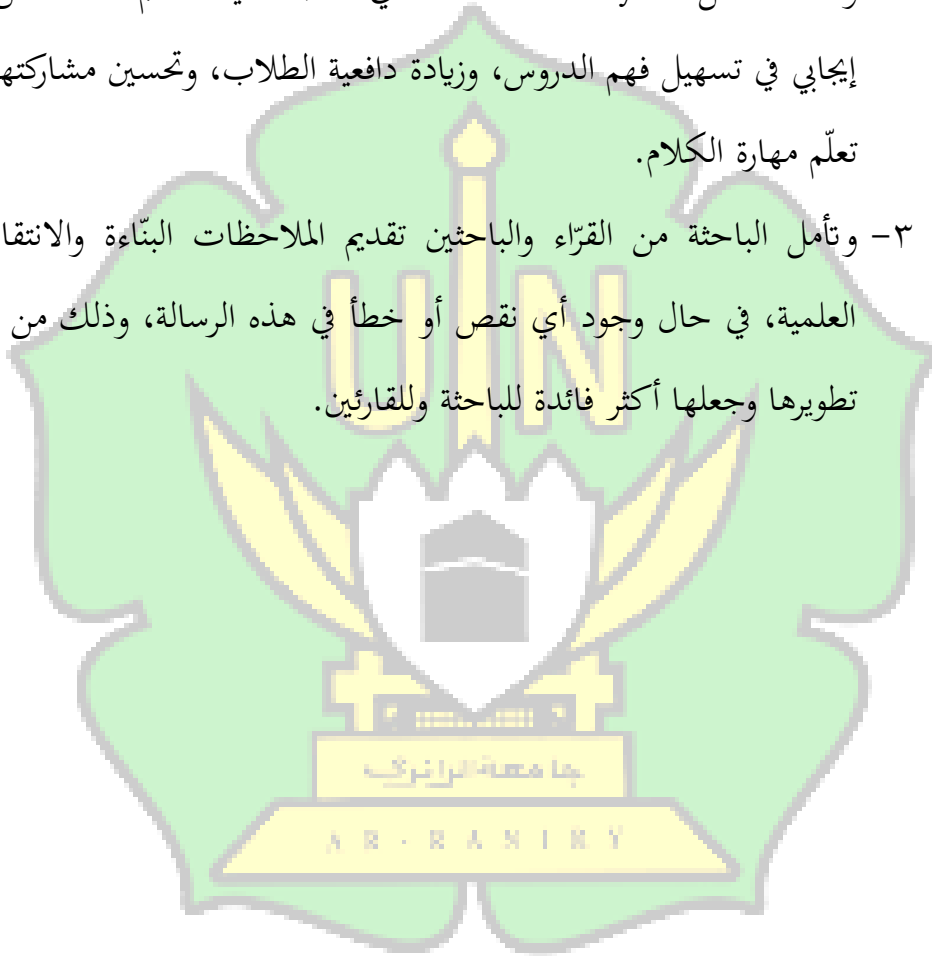 إيجابي في تسهيل فهم الدروس، وزيادة دافعية الطلاب، وتحسين
تعلّم مهارة الكلام.
٣- وتأمل الباحثة من القرّاء والباحثين تقديم الملاحظات البنّاءة
العلمية، في حال وجود أي نقص أو خطأ في هذه الرسالة، وذلك من
تطويرها وجعلها أكثر فائدة للباحثة وللقارئين.
UIN
جامعة الرانري
AR-RANIRY